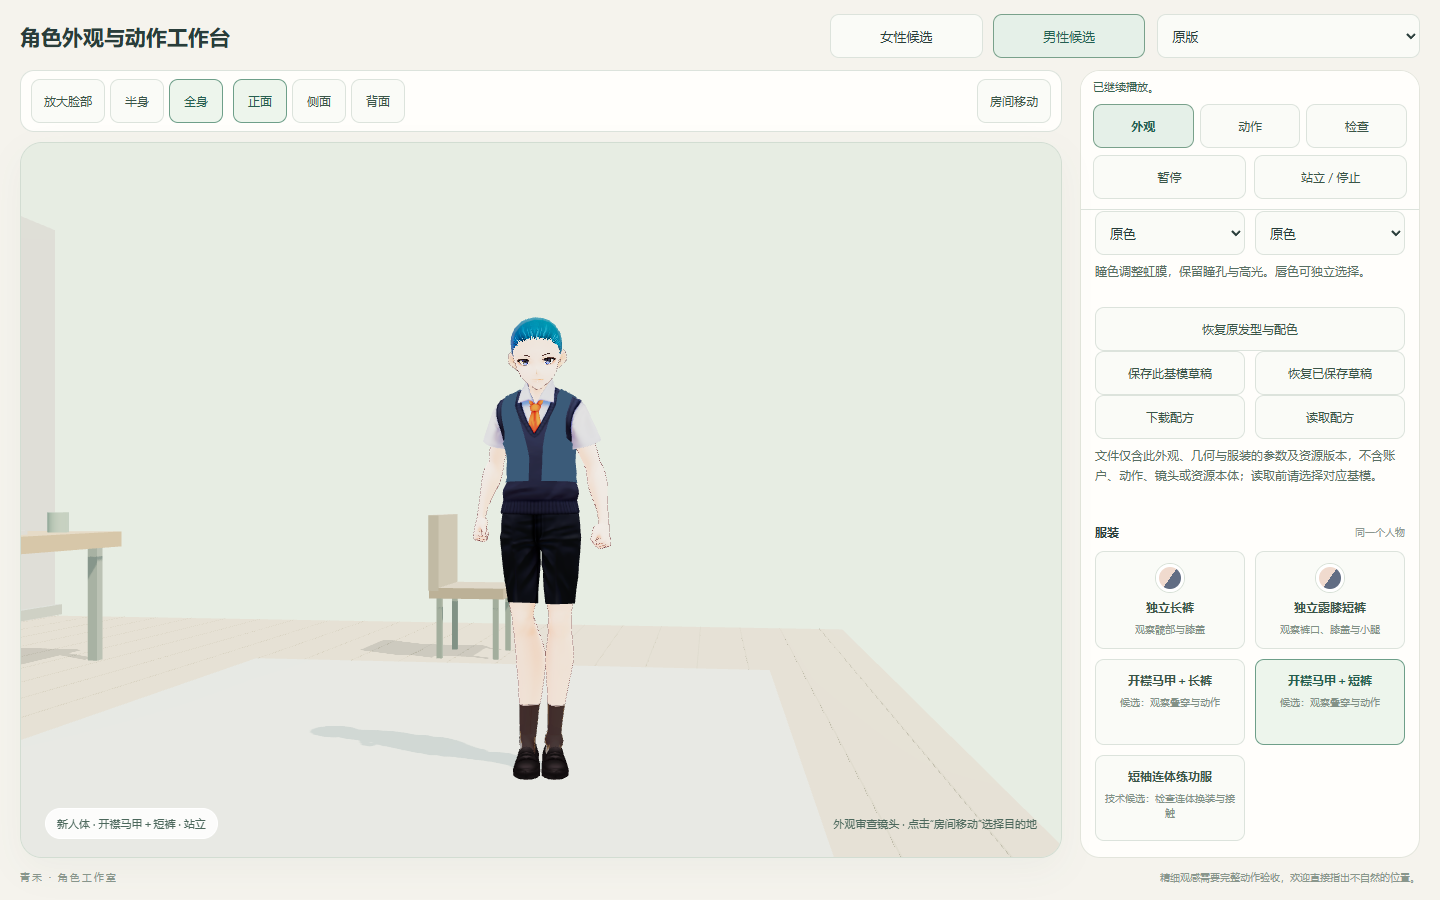 角色外观与动作工作台
女性候选
男性候选
原版
放大脸部
半身
全身
正面
侧面
背面
房间移动
已继续播放。
外观
动作
检查
暂停
站立 / 停止
原色
原色
瞳色调整虹膜，保留瞳孔与高光。唇色可独立选择。
恢复原发型与配色
保存此基模草稿
恢复已保存草稿
下载配方
读取配方
文件仅含此外观、几何与服装的参数及资源版本，不含账
户、动作、镜头或资源本体；读取前请选择对应基模。
服装
同一个人物
独立长裤
观察髋部与膝盖
独立露膝短裤
观察裤口、膝盖与小腿
开襟马甲 + 长裤
候选：观察叠穿与动作
开襟马甲 + 短裤
候选：观察叠穿与动作
短袖连体练功服
技术候选：检查连体换装与接
触
新人体 · 开襟马甲 + 短裤 · 站立
外观审查镜头 · 点击“房间移动”选择目的地
青禾 · 角色工作室
精细观感需要完整动作验收，欢迎直接指出不自然的位置。